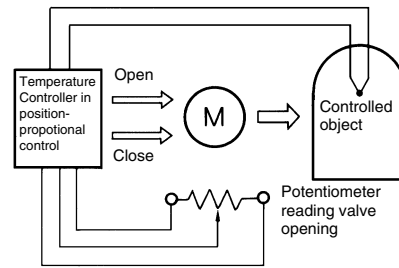 Temperature
Controller in
position-
propotional
control
Open
Close
M
Controlled
object
Potentiometer
reading valve
opening